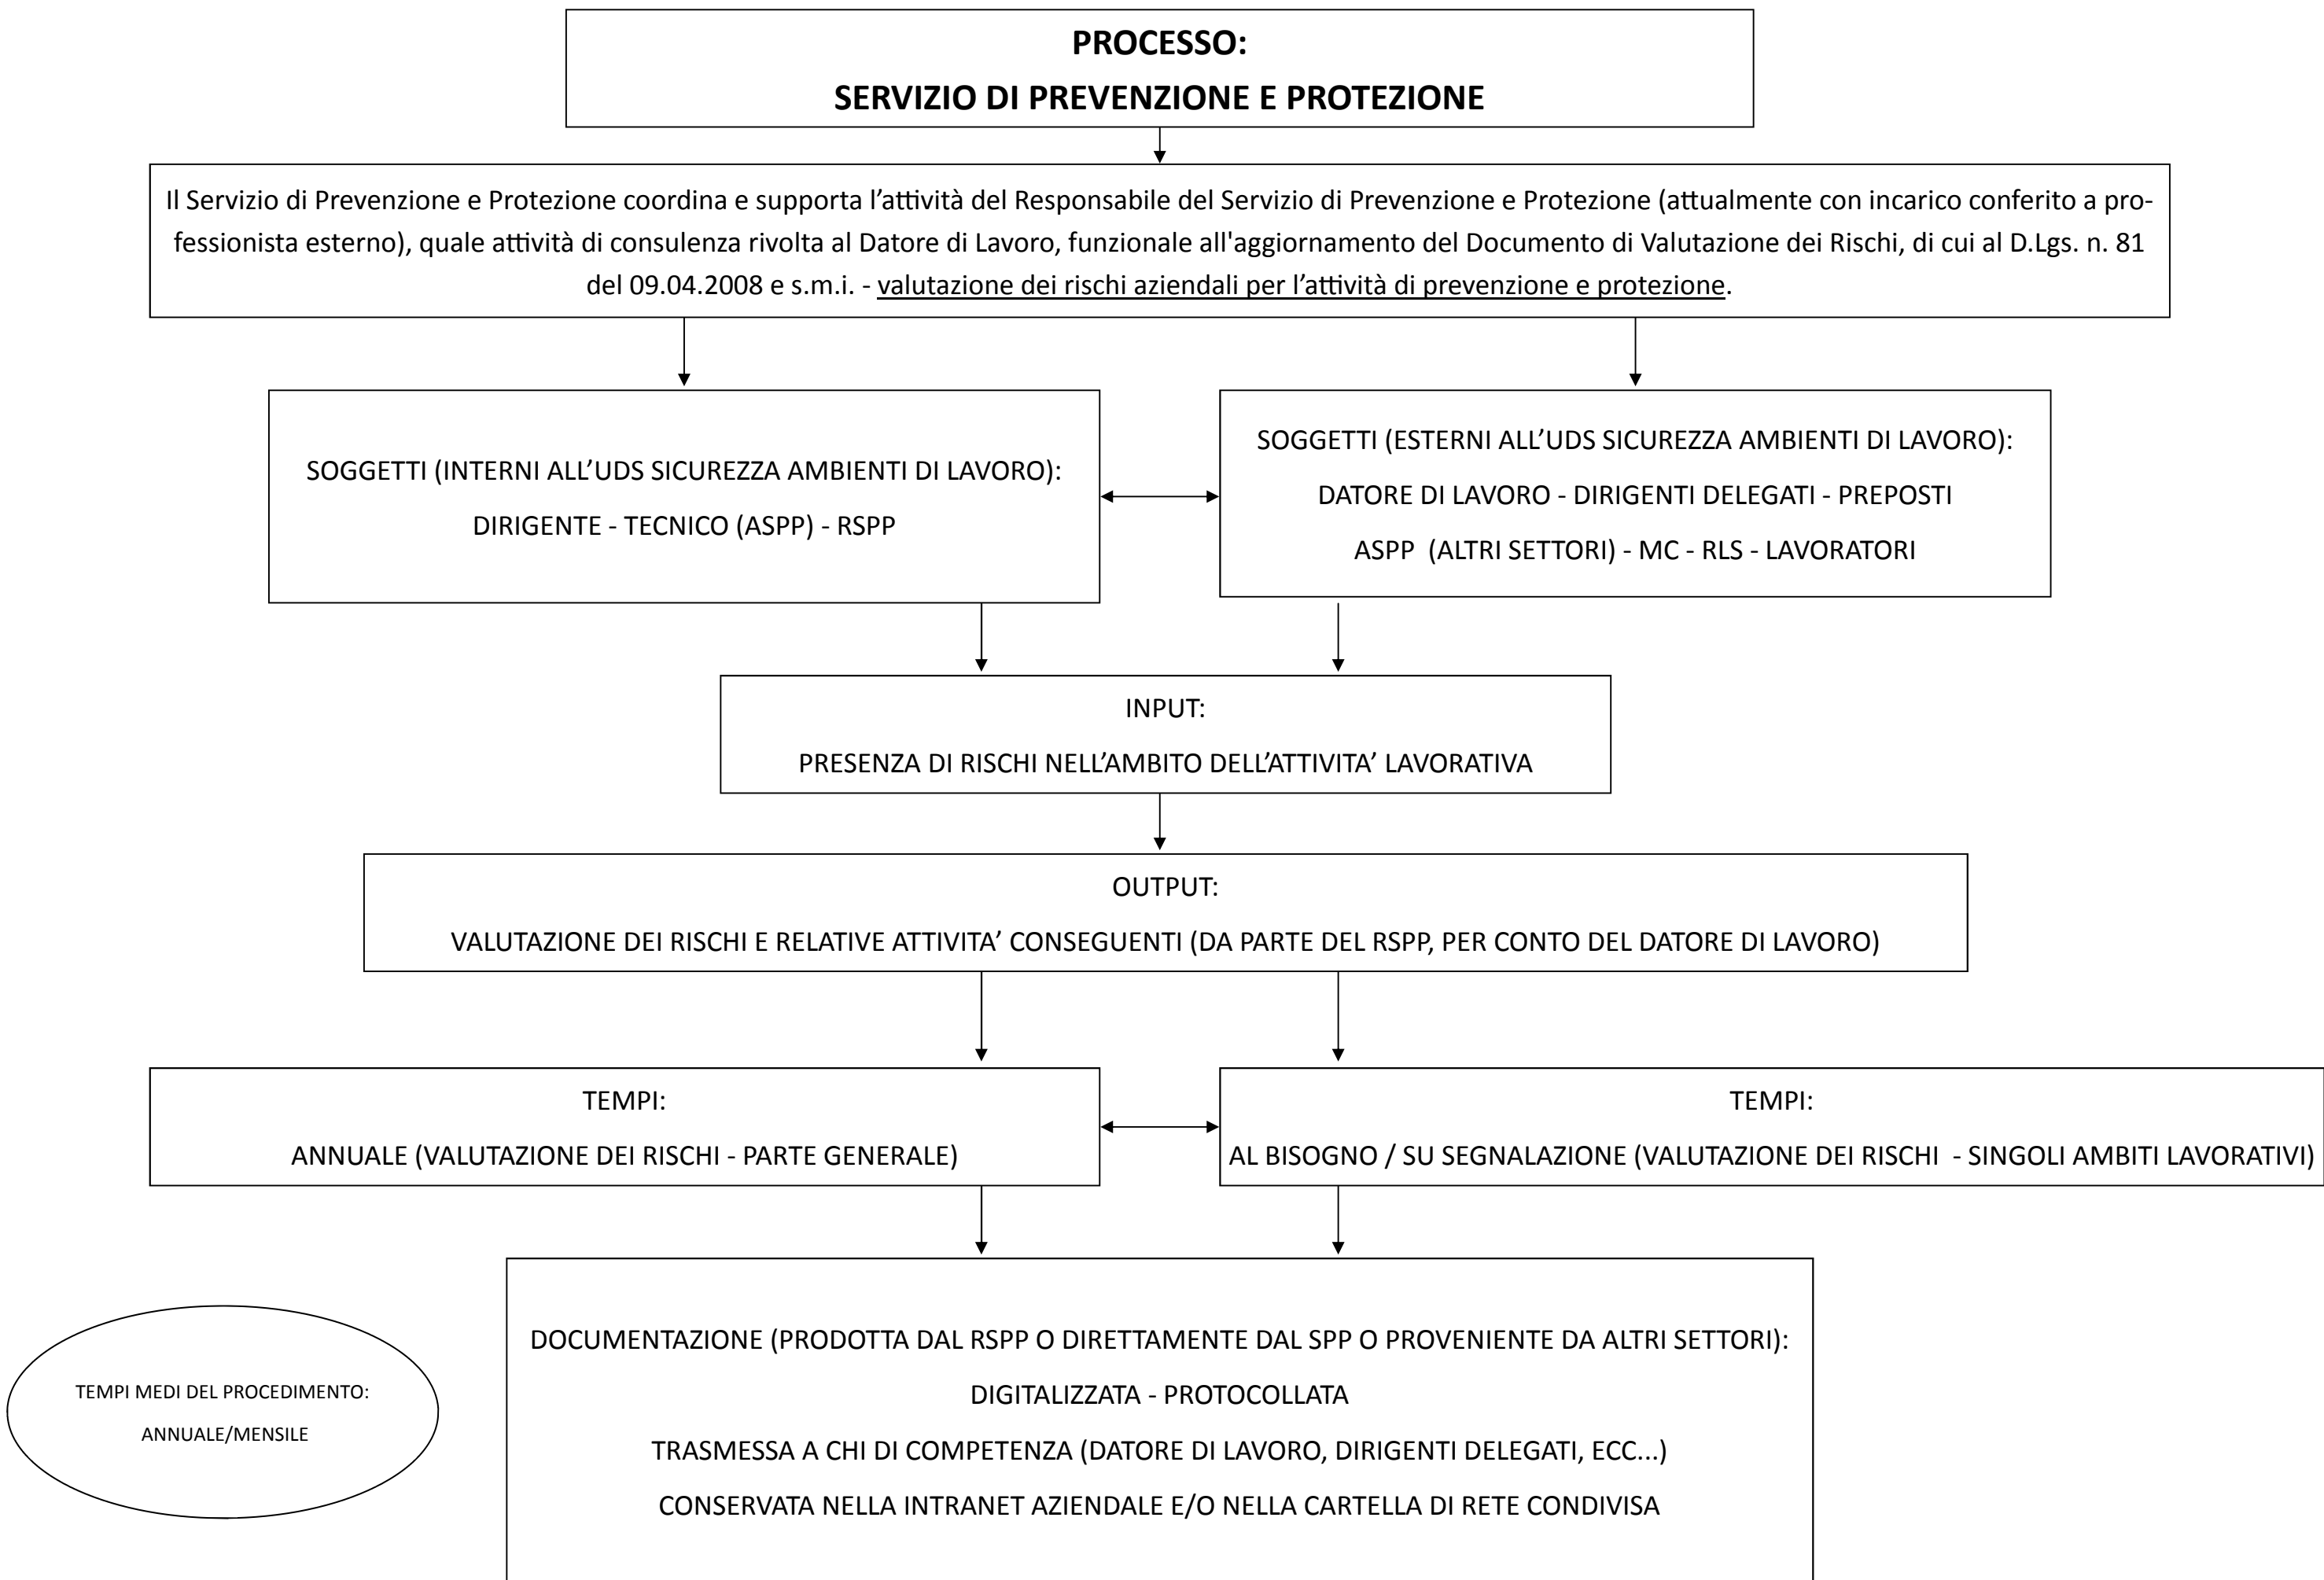 PROCESSO:
SERVIZIO DI PREVENZIONE E PROTEZIONE
Il Servizio di Prevenzione e Protezione coordina e supporta l’attività del Responsabile del Servizio di Prevenzione e Protezione (attualmente con incarico conferito a pro-
fessionista esterno), quale attività di consulenza rivolta al Datore di Lavoro, funzionale all'aggiornamento del Documento di Valutazione dei Rischi, di cui al D.Lgs. n. 81
del 09.04.2008 e s.m.i. - valutazione dei rischi aziendali per l’attività di prevenzione e protezione.
SOGGETTI (INTERNI ALL’UDS SICUREZZA AMBIENTI DI LAVORO):
DIRIGENTE - TECNICO (ASPP) - RSPP
SOGGETTI (ESTERNI ALL’UDS SICUREZZA AMBIENTI DI LAVORO):
DATORE DI LAVORO - DIRIGENTI DELEGATI - PREPOSTI
ASPP  (ALTRI SETTORI) - MC - RLS - LAVORATORI
INPUT:
PRESENZA DI RISCHI NELL’AMBITO DELL’ATTIVITA’ LAVORATIVA
OUTPUT:
VALUTAZIONE DEI RISCHI E RELATIVE ATTIVITA’ CONSEGUENTI (DA PARTE DEL RSPP, PER CONTO DEL DATORE DI LAVORO)
TEMPI:
ANNUALE (VALUTAZIONE DEI RISCHI - PARTE GENERALE)
TEMPI:
AL BISOGNO / SU SEGNALAZIONE (VALUTAZIONE DEI RISCHI  - SINGOLI AMBITI LAVORATIVI)
TEMPI MEDI DEL PROCEDIMENTO:
ANNUALE/MENSILE
DOCUMENTAZIONE (PRODOTTA DAL RSPP O DIRETTAMENTE DAL SPP O PROVENIENTE DA ALTRI SETTORI):
DIGITALIZZATA - PROTOCOLLATA
TRASMESSA A CHI DI COMPETENZA (DATORE DI LAVORO, DIRIGENTI DELEGATI, ECC...)
CONSERVATA NELLA INTRANET AZIENDALE E/O NELLA CARTELLA DI RETE CONDIVISA